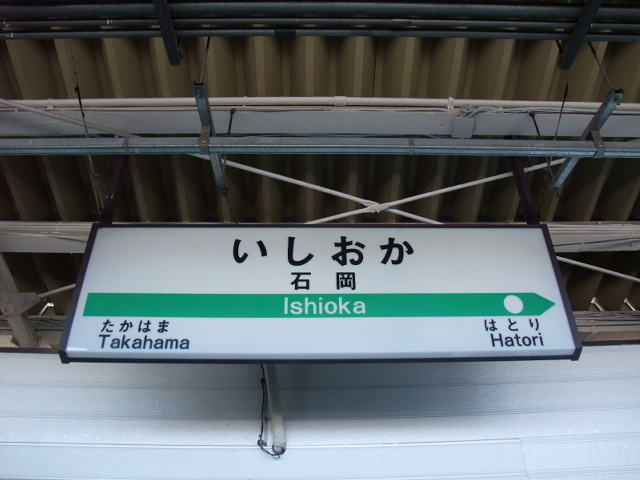 いしおか
石岡
Ishioka
たかはま はとり
Takahama Hatori